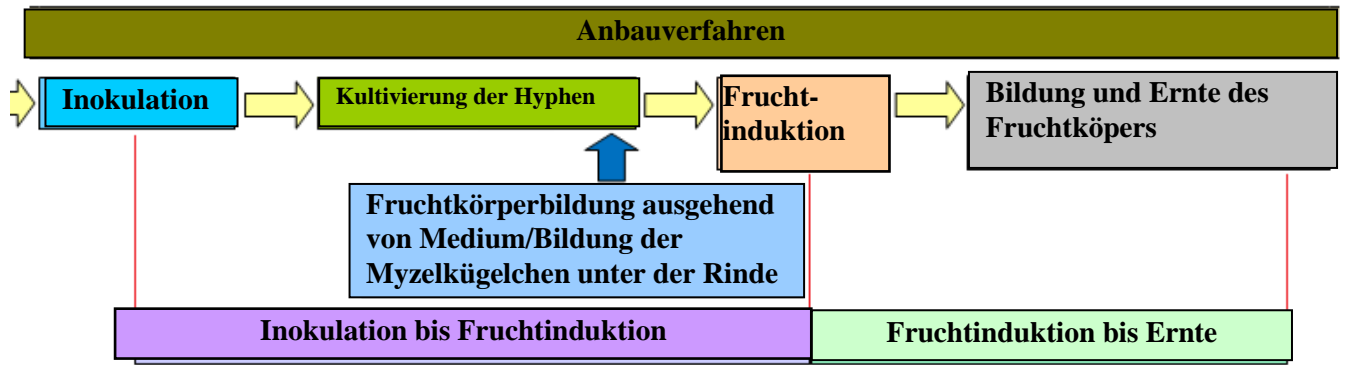 Anbauverfahren
Inokulation
Kultivierung der Hyphen
Frucht-
induktion
Bildung und Ernte des
Fruchtköpers
Fruchtkörperbildung ausgehend
von Medium/Bildung der
Myzelkügelchen unter der Rinde
Inokulation bis Fruchtinduktion
Fruchtinduktion bis Ernte